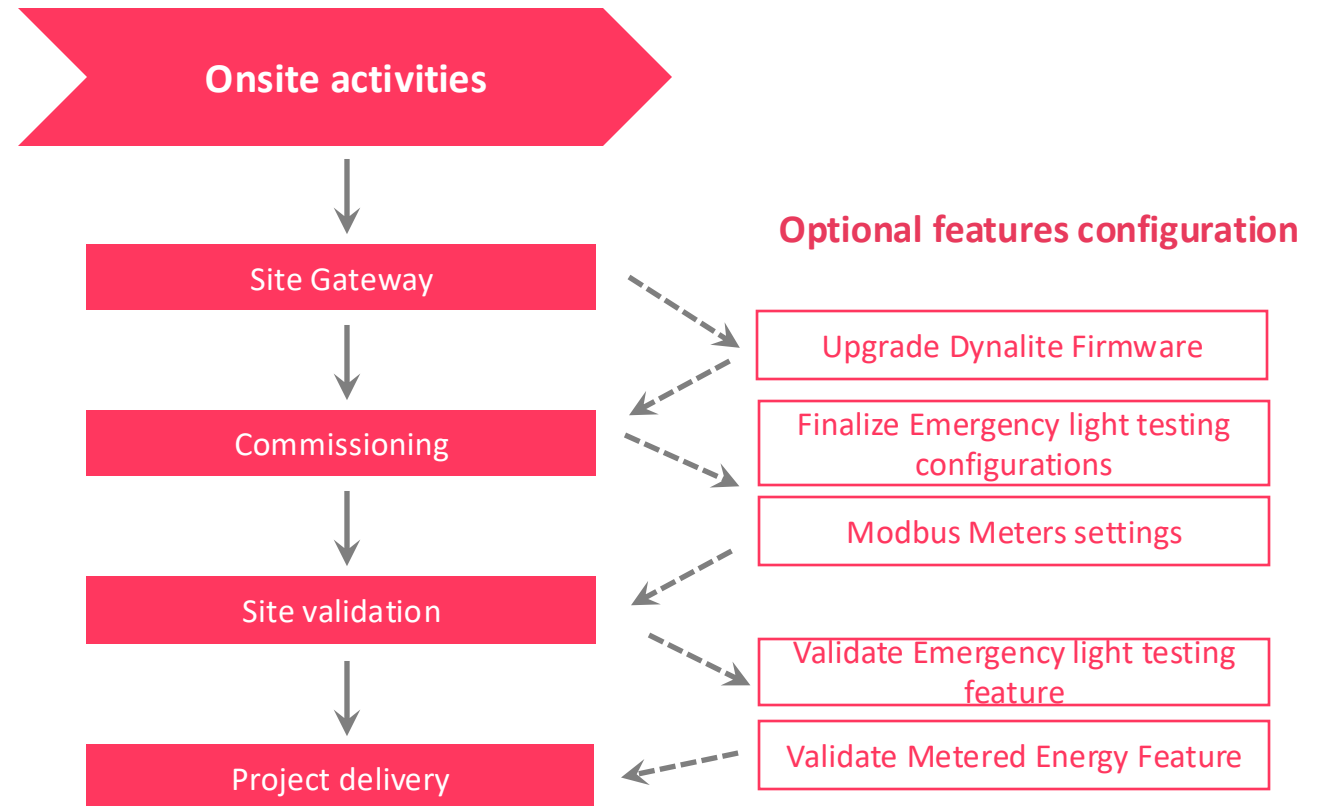 Onsite activities
Optional features configuration
Site Gateway
Upgrade Dynalite Firmware
Commissioning
Finalize Emergency light testing
configurations
Modbus Meters settings
Site validation
Validate Emergency light testing
feature
Validate Metered Energy Feature
Project delivery